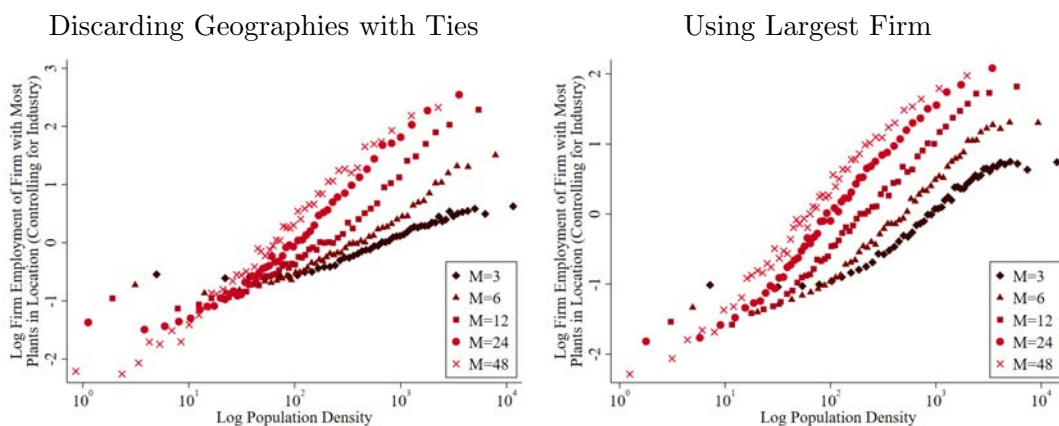 Discarding Geographies with Ties
Log Firm Employment of Firm with Most
Plants in Location (Controlling for Industry)
3
2
1
0
-1
-2
M=3
M=6
M=12
M=24
M=48
10^0
10^1
10^2
10^3
10^4
Log Population Density
Using Largest Firm
Log Firm Employment of Firm with Most
Plants in Location (Controlling for Industry)
2
1
0
-1
-2
M=3
M=6
M=12
M=24
M=48
10^0
10^1
10^2
10^3
10^4
Log Population Density